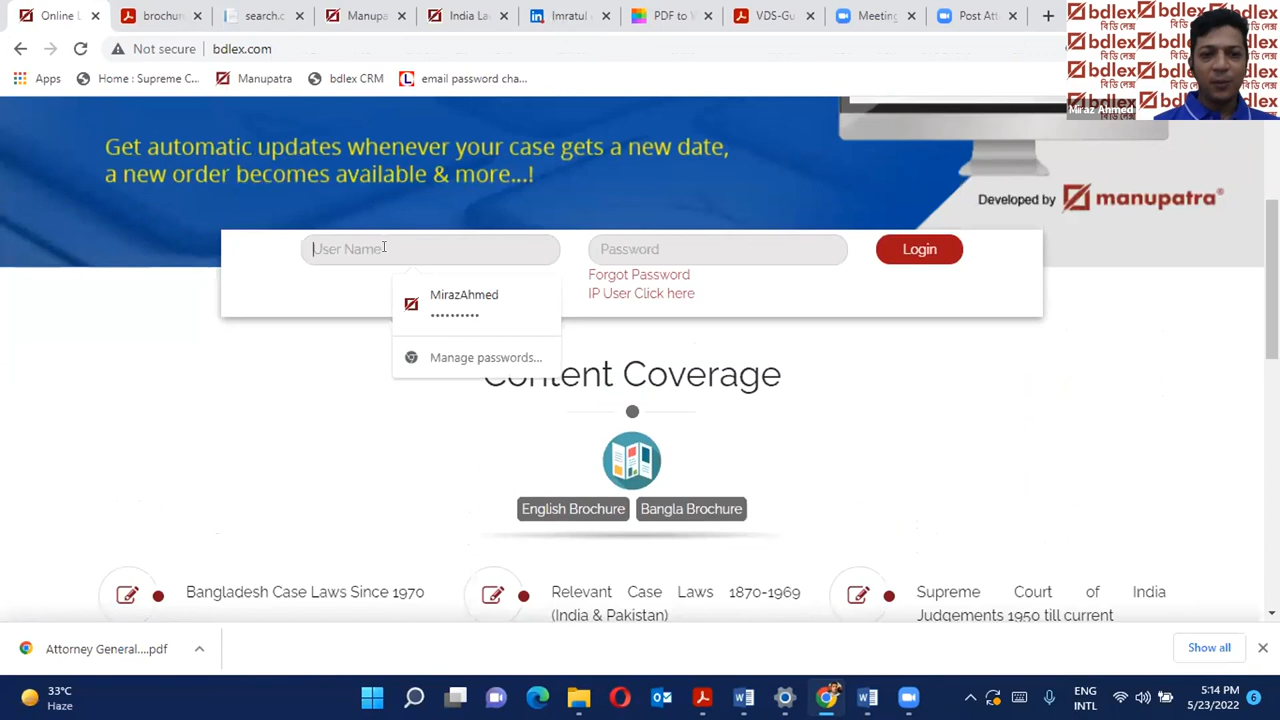 Online L
brochur
search.c
Manupa
India La
Imratul
PDF to W
VDS-Gu
Meeting
Post Att
Not secure
bdlex.com
Apps
Home : Supreme C...
Manupatra
bdlex CRM
email password cha...
bdlex bdlex
বিডি লেক্স
Miraz Ahmed
Get automatic updates whenever your case gets a new date,
a new order becomes available & more...!
Developed by manupatra®
User Name
Password
Login
Forgot Password
IP User Click here
MirazAhmed
••••••••••
Manage passwords...
Content Coverage
English Brochure
Bangla Brochure
Bangladesh Case Laws Since 1970
Relevant Case Laws 1870-1969
(India & Pakistan)
Supreme Court of India
Judgements 1950 till current
Attorney General....pdf
Show all
33°C
Haze
ENG
INTL
5:14 PM
5/23/2022
6